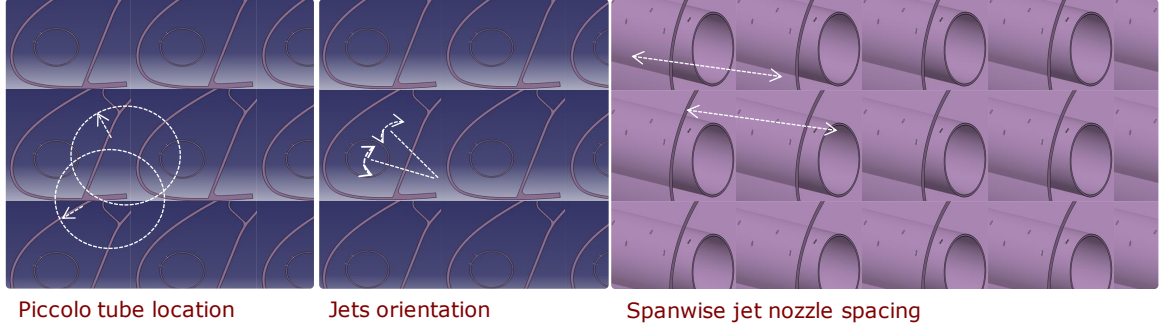 Piccolo tube location
Jets orientation
Spanwise jet nozzle spacing